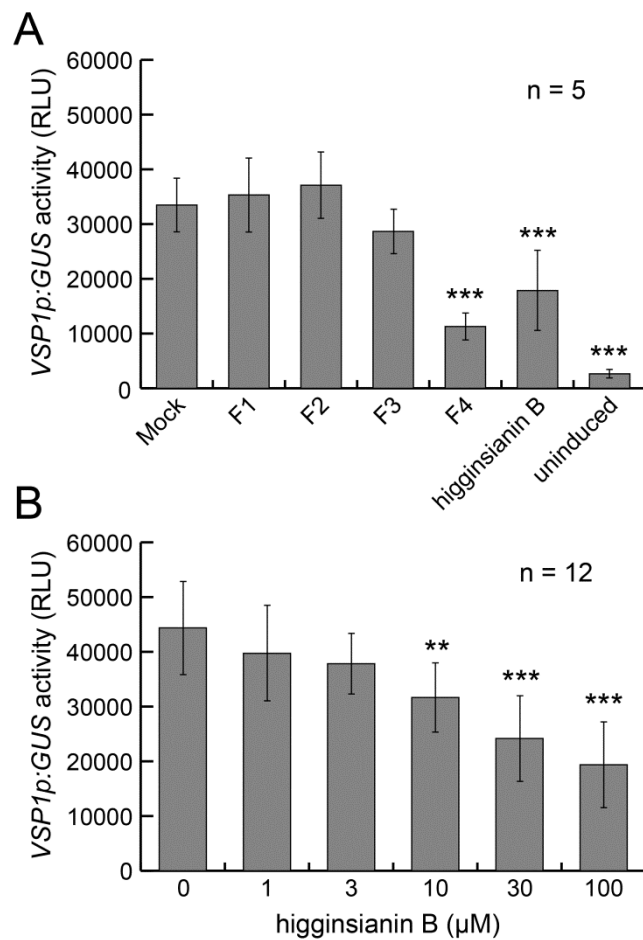 A
VSP1p:GUS activity (RLU)
60000
50000
40000
30000
20000
10000
0
n = 5
***
***
***
Mock
F1
F2
F3
F4
higginsianin B
uninduced
B
VSP1p:GUS activity (RLU)
60000
50000
40000
30000
20000
10000
0
n = 12
**
***
***
0 1 3 10 30 100
higginsianin B (µM)